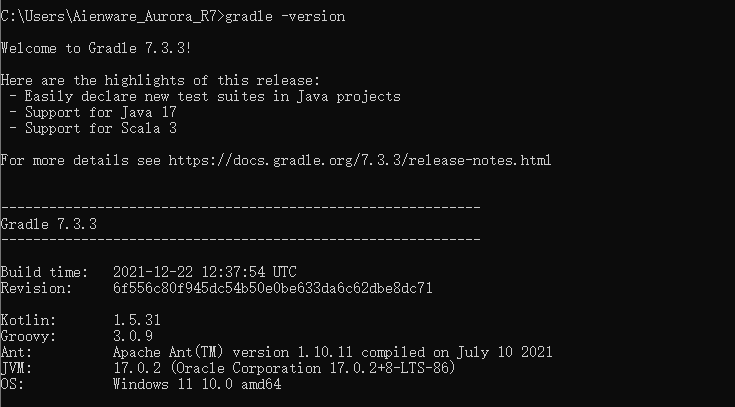 C:\Users\Aienware_Aurora_R7>gradle -version
Welcome to Gradle 7.3.3!
Here are the highlights of this release:
 - Easily declare new test suites in Java projects
 - Support for Java 17
 - Support for Scala 3
For more details see https://docs.gradle.org/7.3.3/release-notes.html
------------------------------------------------------------
Gradle 7.3.3
------------------------------------------------------------
Build time:   2021-12-22 12:37:54 UTC
Revision:     6f556c80f945dc54b50e0be633da6c62dbe8dc71
Kotlin:       1.5.31
Groovy:       3.0.9
Ant:          Apache Ant(TM) version 1.10.11 compiled on July 10 2021
JVM:          17.0.2 (Oracle Corporation 17.0.2+8-LTS-86)
OS:           Windows 11 10.0 amd64